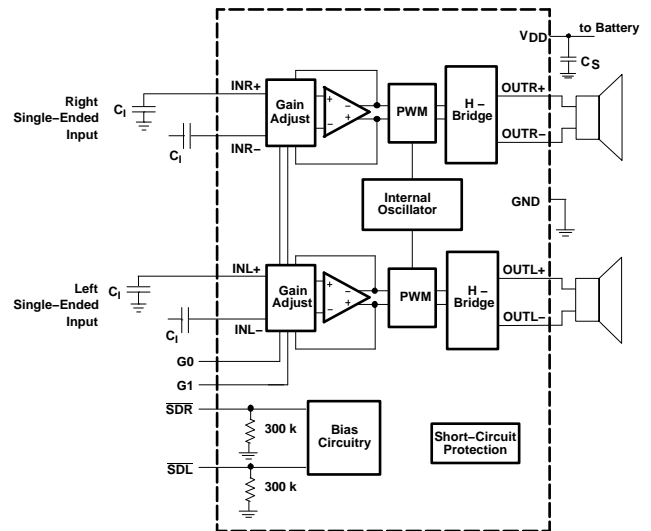 VDD
to Battery
CS
INR+
Right
Single−Ended
Input
CI
CI
INR−
Gain
Adjust
+
−
−
+
PWM
H −
Bridge
OUTR+
OUTR−
Internal
Oscillator
GND
INL+
Left
Single−Ended
Input
CI
CI
INL−
Gain
Adjust
+
−
−
+
PWM
H −
Bridge
OUTL+
OUTL−
G0
G1
SDR
300 k
Bias
Circuitry
Short−Circuit
Protection
SDL
300 k